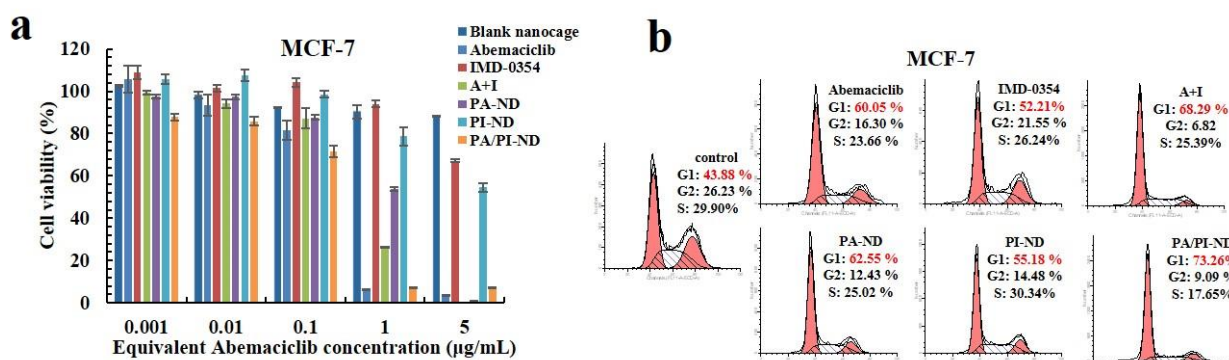 a
MCF-7
Blank nanocage
Abemaciclib
IMD-0354
A+I
PA-ND
PI-ND
PA/PI-ND
Cell viability (%)
120
100
80
60
40
20
0
0.001 0.01 0.1 1 5
Equivalent Abemaciclib concentration (µg/mL)
b
MCF-7
control
G1: 43.88 %
G2: 26.23 %
S: 29.90%
Abemaciclib
G1: 60.05 %
G2: 16.30 %
S: 23.66 %
IMD-0354
G1: 52.21%
G2: 21.55 %
S: 26.24%
A+I
G1: 68.29 %
G2: 6.82
S: 25.39%
PA-ND
G1: 62.55 %
G2: 12.43 %
S: 25.02 %
PI-ND
G1: 55.18 %
G2: 14.48 %
S: 30.34%
PA/PI-ND
G1: 73.26%
G2: 9.09 %
S: 17.65%